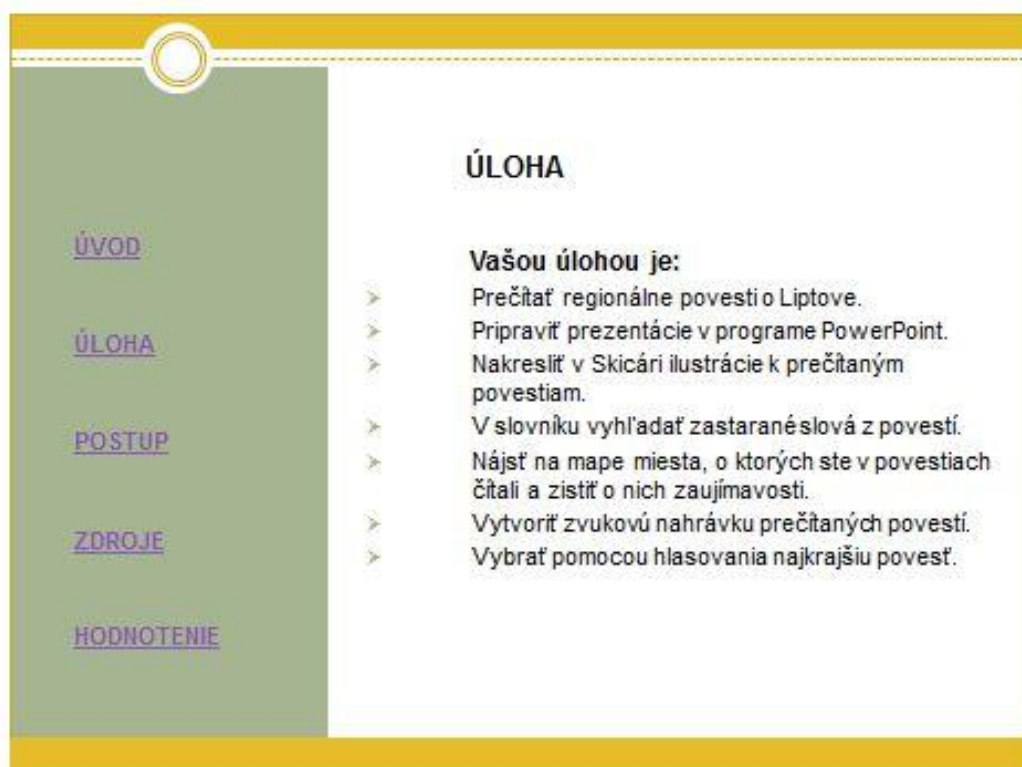 ÚLOHA
ÚVOD
ÚLOHA
POSTUP
ZDROJE
HODNOTENIE
Vašou úlohou je:
Prečítať regionálne povesti o Liptove.
Pripraviť prezentácie v programe PowerPoint.
Nakresliť v Skicári ilustrácie k prečítaným
povestiam.
V slovníku vyhľadať zastarané slová z povestí.
Nájsť na mape miesta, o ktorých ste v povestiach
čítali a zistiť o nich zaujímavosti.
Vytvoriť zvukovú nahrávku prečítaných povestí.
Vybrať pomocou hlasovania najkrajšiu povesť.